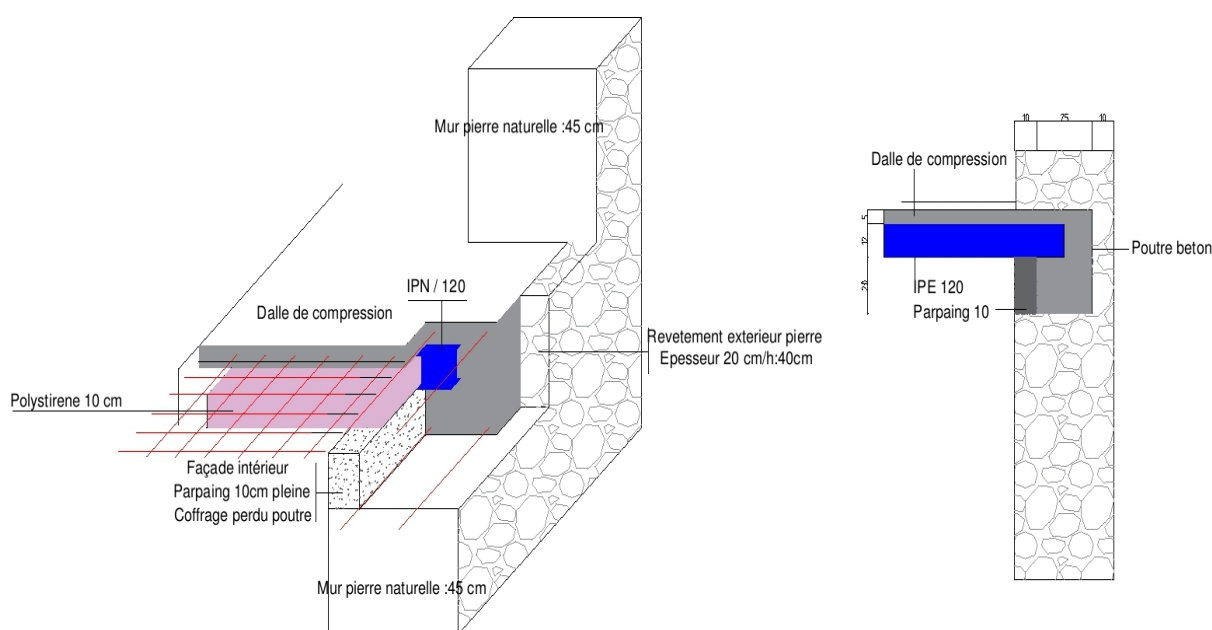 Mur pierre naturelle :45 cm
IPN / 120
Dalle de compression
Revetement exterieur pierre
Epesseur 20 cm/h:40cm
Polystirene 10 cm
Façade intérieur
Parpaing 10cm pleine
Coffrage perdu poutre
Mur pierre naturelle :45 cm
10 25 10
Dalle de compression
5
12
20
Poutre beton
IPE 120
Parpaing 10